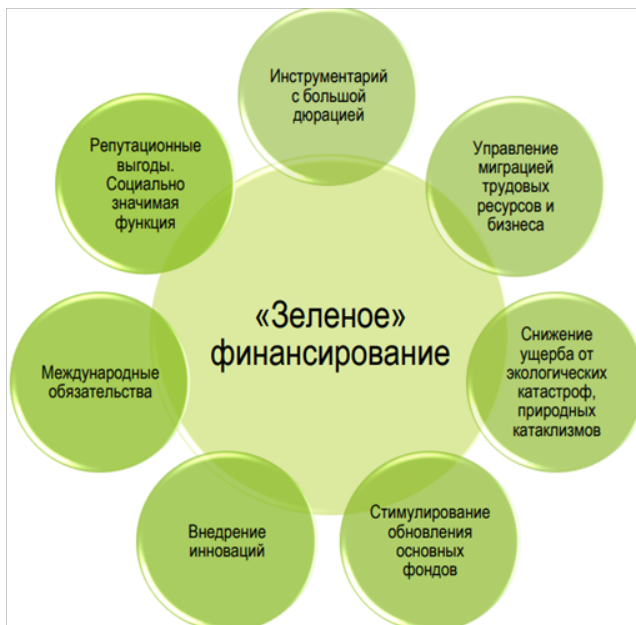 Инструментарий
с большой
дюрацией
Управление
миграцией
трудовых
ресурсов и
бизнеса
Снижение
ущерба от
экологических
катастроф,
природных
катаклизмов
Стимулирование
обновления
основных
фондов
Внедрение
инноваций
Международные
обязательства
Репутационные
выгоды.
Социально
значимая
функция
«Зеленое»
финансирование